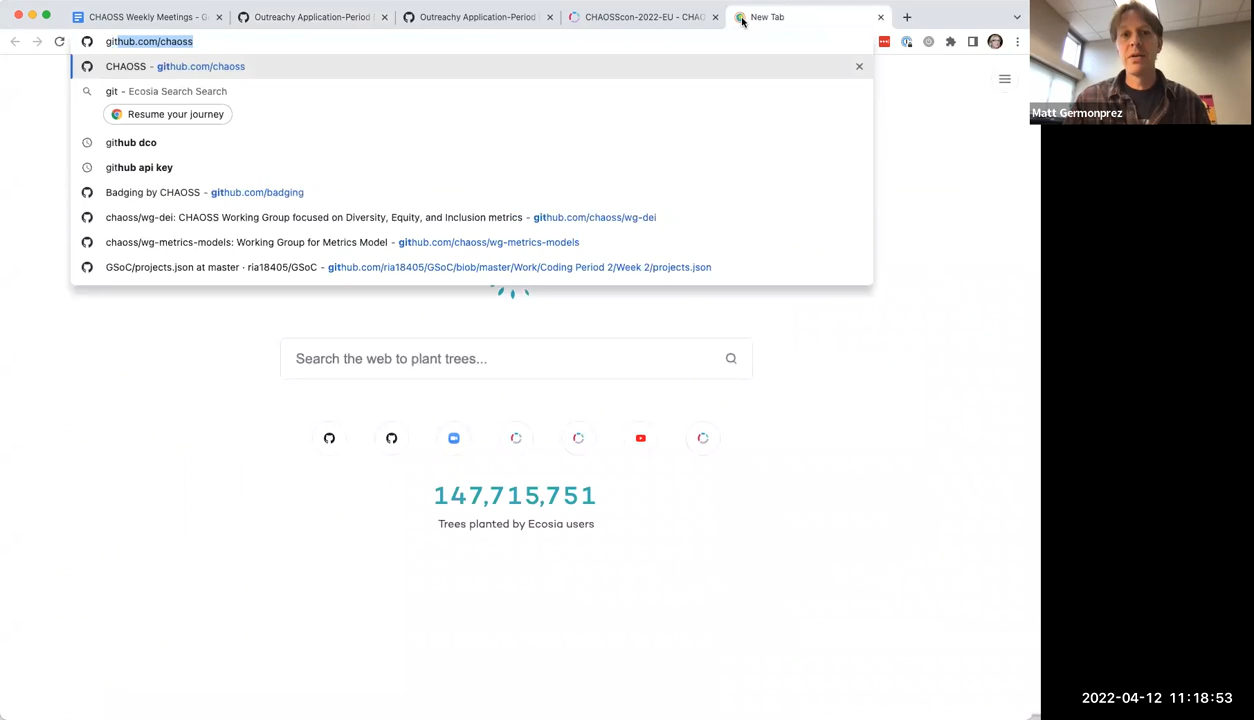 CHAOSS Weekly Meetings - G
Outreachy Application-Period
Outreachy Application-Period
CHAOSScon-2022-EU - CHAO
New Tab
github.com/chaoss
CHAOSS - github.com/chaoss
git - Ecosia Search Search
Resume your journey
github dco
github api key
Badging by CHAOSS - github.com/badging
chaoss/wg-dei: CHAOSS Working Group focused on Diversity, Equity, and Inclusion metrics - github.com/chaoss/wg-dei
chaoss/wg-metrics-models: Working Group for Metrics Model - github.com/chaoss/wg-metrics-models
GSoC/projects.json at master · ria18405/GSoC - github.com/ria18405/GSoC/blob/master/Work/Coding Period 2/Week 2/projects.json
Search the web to plant trees...
147,715,751
Trees planted by Ecosia users
Matt Germonprez
2022-04-12 11:18:53